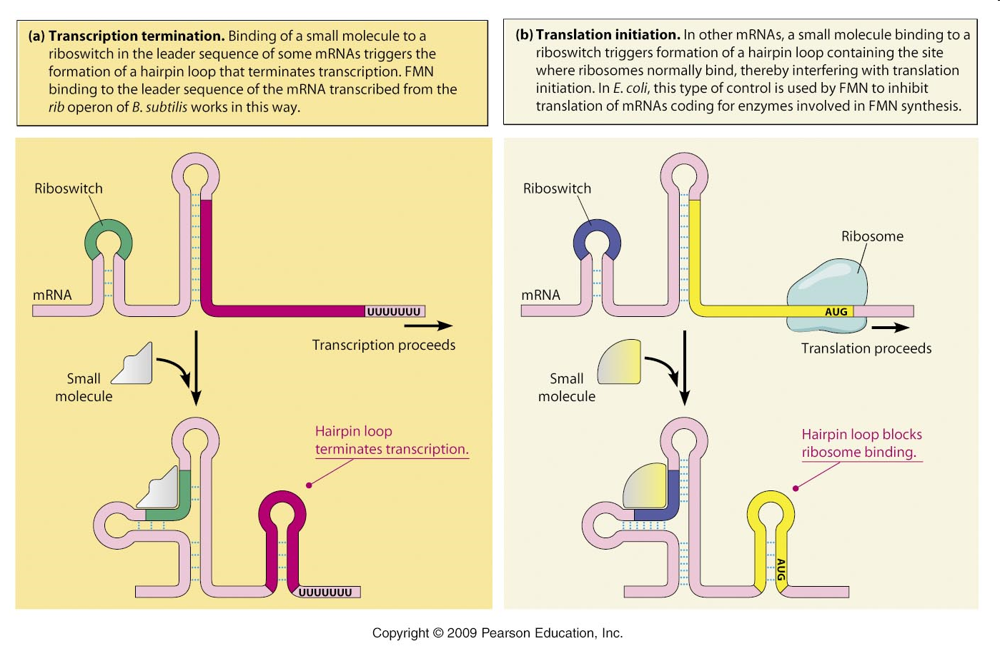 (a) Transcription termination. Binding of a small molecule to a
riboswitch in the leader sequence of some mRNAs triggers the
formation of a hairpin loop that terminates transcription. FMN
binding to the leader sequence of the mRNA transcribed from the
rib operon of B. subtilis works in this way.
(b) Translation initiation. In other mRNAs, a small molecule binding to a
riboswitch triggers formation of a hairpin loop containing the site
where ribosomes normally bind, thereby interfering with translation
initiation. In E. coli, this type of control is used by FMN to inhibit
translation of mRNAs coding for enzymes involved in FMN synthesis.
Riboswitch
mRNA
UUUUUUU
Transcription proceeds
Small
molecule
Hairpin loop
terminates transcription.
UUUUUUU
Riboswitch
Ribosome
mRNA
AUG
Translation proceeds
Small
molecule
Hairpin loop blocks
ribosome binding.
AUG
Copyright © 2009 Pearson Education, Inc.